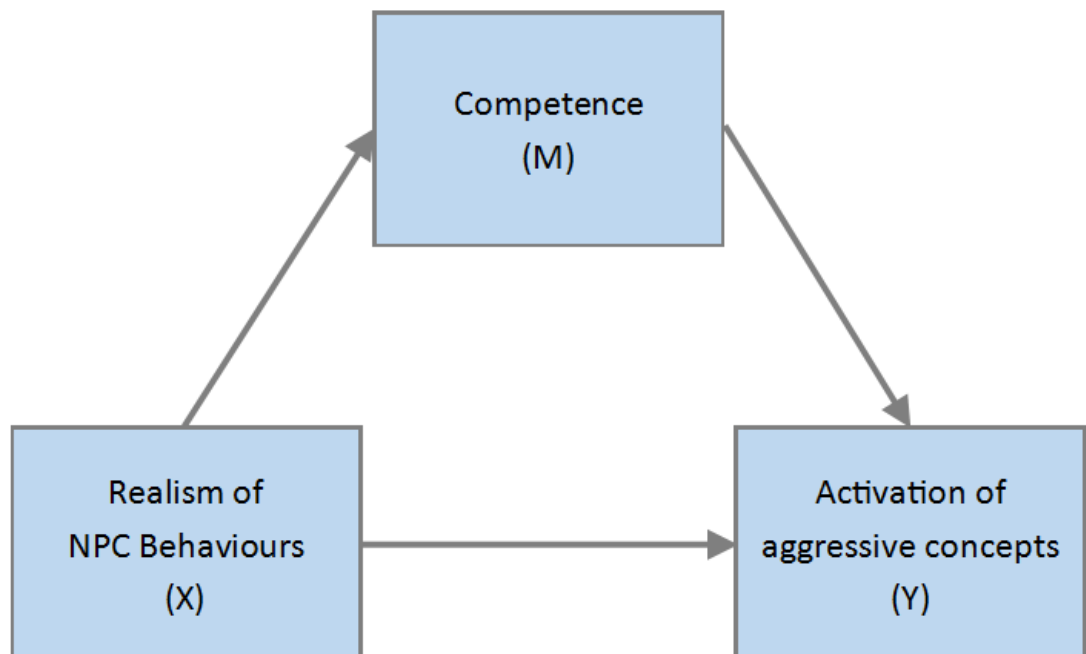 Competence
(M)
Realism of
NPC Behaviours
(X)
Activation of
aggressive concepts
(Y)